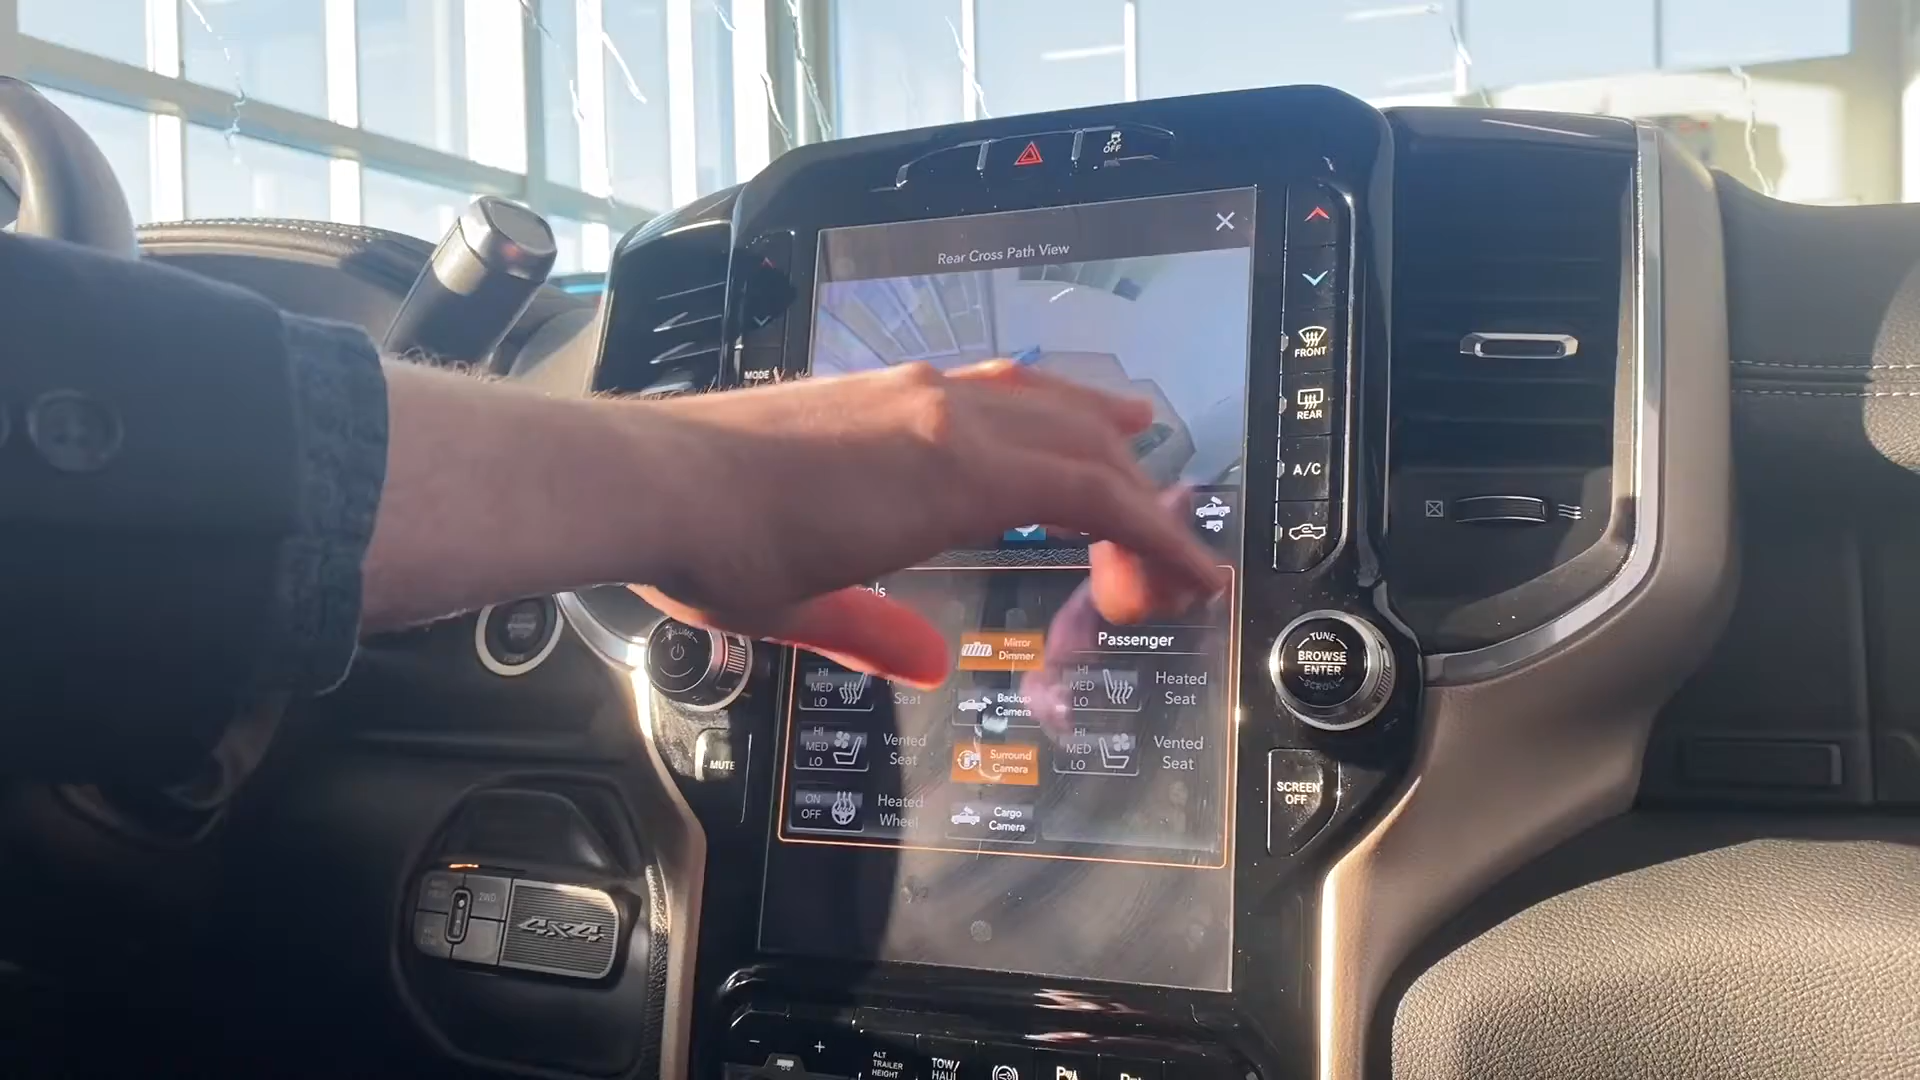 OFF
Rear Cross Path View
MODE
FRONT
REAR
A/C
Mirror
Dimmer
Passenger
HI
MED
LO
Seat
Backup
Camera
HI
MED
LO
Heated
Seat
HI
MED
LO
Vented
Seat
Surround
Camera
HI
MED
LO
Vented
Seat
ON
OFF
Heated
Wheel
Cargo
Camera
VOLUME
MUTE
TUNE
BROWSE
ENTER
SCROLL
SCREEN
OFF
2WD
4x4
- +
ALT
TRAILER
HEIGHT
TOW/
HAUL